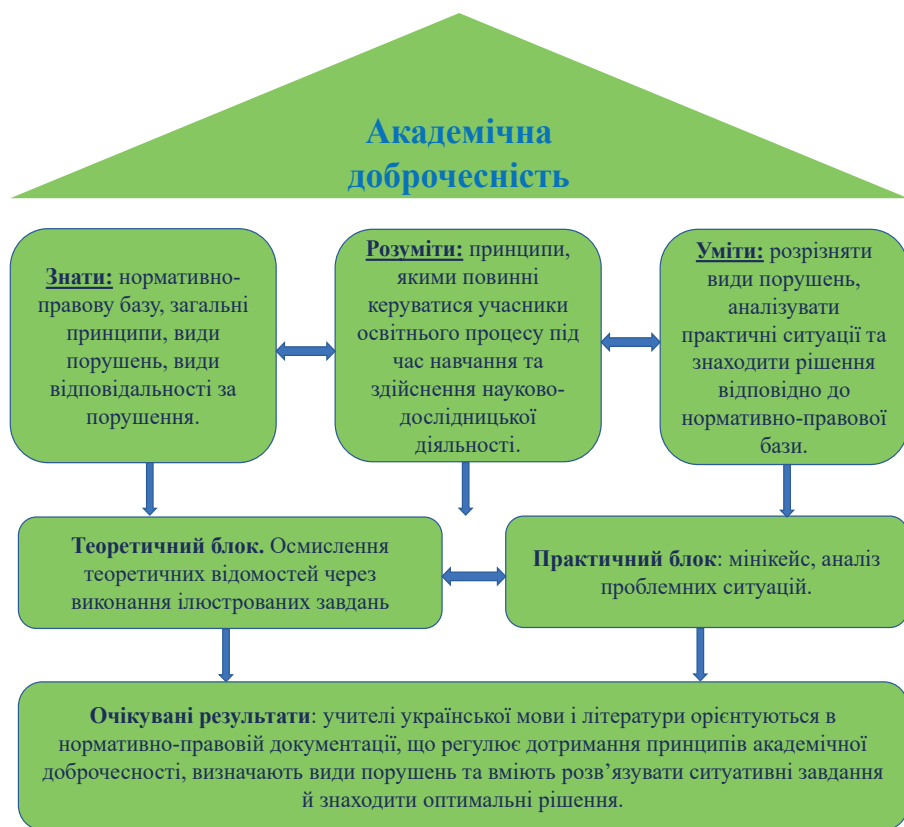 Академічна
доброчесність
Знати: нормативно-
правову базу, загальні
принципи, види
порушень, види
відповідальності за
порушення.
Розуміти: принципи,
якими повинні
керуватися учасники
освітнього процесу під
час навчання та
здійснення науково-
дослідницької
діяльності.
Уміти: розрізняти
види порушень,
аналізувати
практичні ситуації та
знаходити рішення
відповідно до
нормативно-правової
бази.
Теоретичний блок. Осмислення
теоретичних відомостей через
виконання ілюстрованих завдань
Практичний блок: мінікейс, аналіз
проблемних ситуацій.
Очікувані результати: учителі української мови і літератури орієнтуються в
нормативно-правовій документації, що регулює дотримання принципів академічної
доброчесності, визначають види порушень та вміють розв’язувати ситуативні завдання
й знаходити оптимальні рішення.